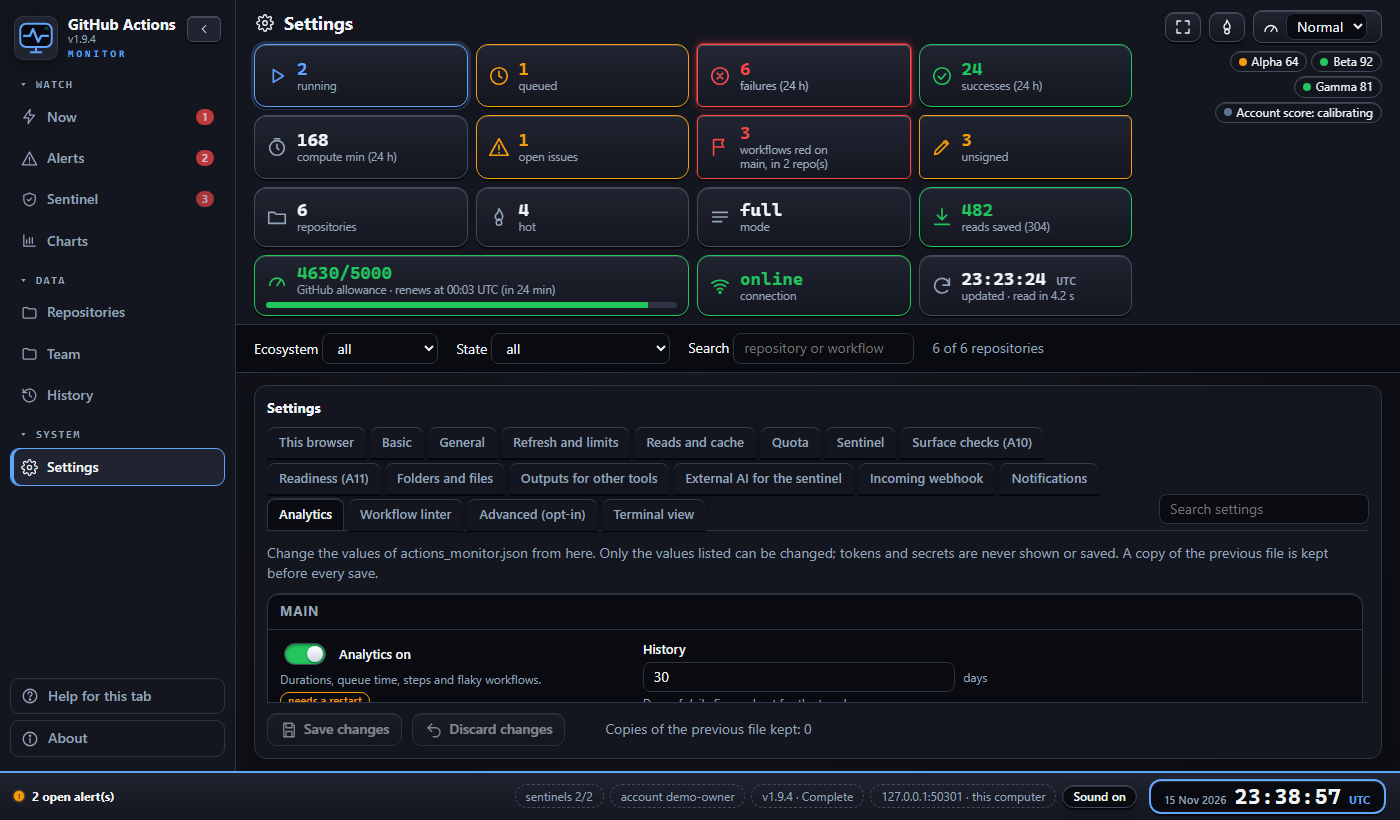 GitHub Actions
v1.9.4
MONITOR
WATCH
Now 1
Alerts 2
Sentinel 3
Charts
DATA
Repositories
Team
History
SYSTEM
Settings
Help for this tab
About
Settings
Normal
Alpha 64 Beta 92
Gamma 81
Account score: calibrating
2
running
1
queued
6
failures (24 h)
24
successes (24 h)
168
compute min (24 h)
1
open issues
3
workflows red on
main, in 2 repo(s)
3
unsigned
6
repositories
4
hot
full
mode
482
reads saved (304)
4630/5000
GitHub allowance · renews at 00:03 UTC (in 24 min)
online
connection
23:23:24 UTC
updated · read in 4.2 s
Ecosystem all State all Search repository or workflow 6 of 6 repositories
Settings
This browser Basic General Refresh and limits Reads and cache Quota Sentinel Surface checks (A10)
Readiness (A11) Folders and files Outputs for other tools External AI for the sentinel Incoming webhook Notifications
Analytics Workflow linter Advanced (opt-in) Terminal view Search settings
Change the values of actions_monitor.json from here. Only the values listed can be changed; tokens and secrets are never shown or saved. A copy of the previous file is kept
before every save.
MAIN
Analytics on
Durations, queue time, steps and flaky workflows.
needs a restart
History
30 days
Save changes Discard changes Copies of the previous file kept: 0
2 open alert(s) sentinels 2/2 account demo-owner v1.9.4 · Complete 127.0.0.1:50301 · this computer Sound on 15 Nov 2026 23:38:57 UTC